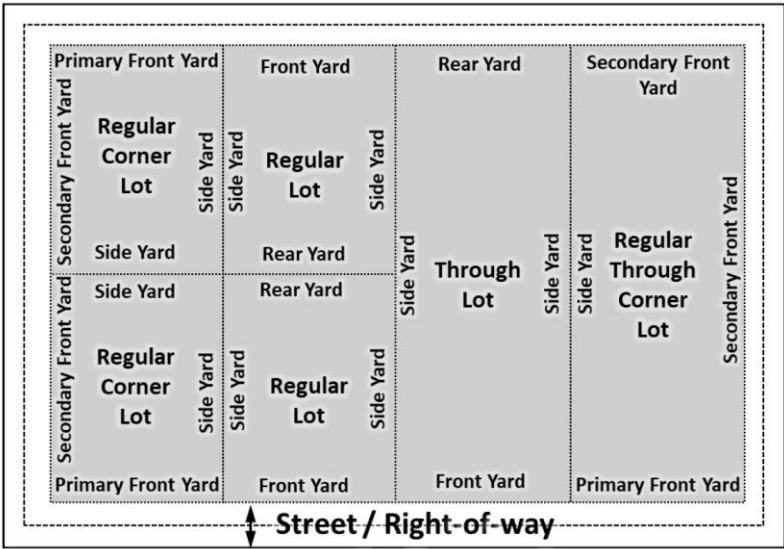 Primary Front Yard
Secondary Front Yard
Regular
Corner
Lot
Side Yard
Side Yard
Front Yard
Side Yard
Regular
Lot
Side Yard
Rear Yard
Rear Yard
Side Yard
Through
Lot
Side Yard
Front Yard
Secondary Front
Yard
Side Yard
Regular
Through
Corner
Lot
Secondary Front Yard
Primary Front Yard
Side Yard
Secondary Front Yard
Regular
Corner
Lot
Side Yard
Primary Front Yard
Rear Yard
Side Yard
Regular
Lot
Side Yard
Front Yard
Street / Right-of-way